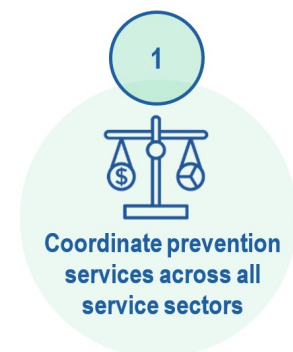 1
$
Coordinate prevention
services across all
service sectors